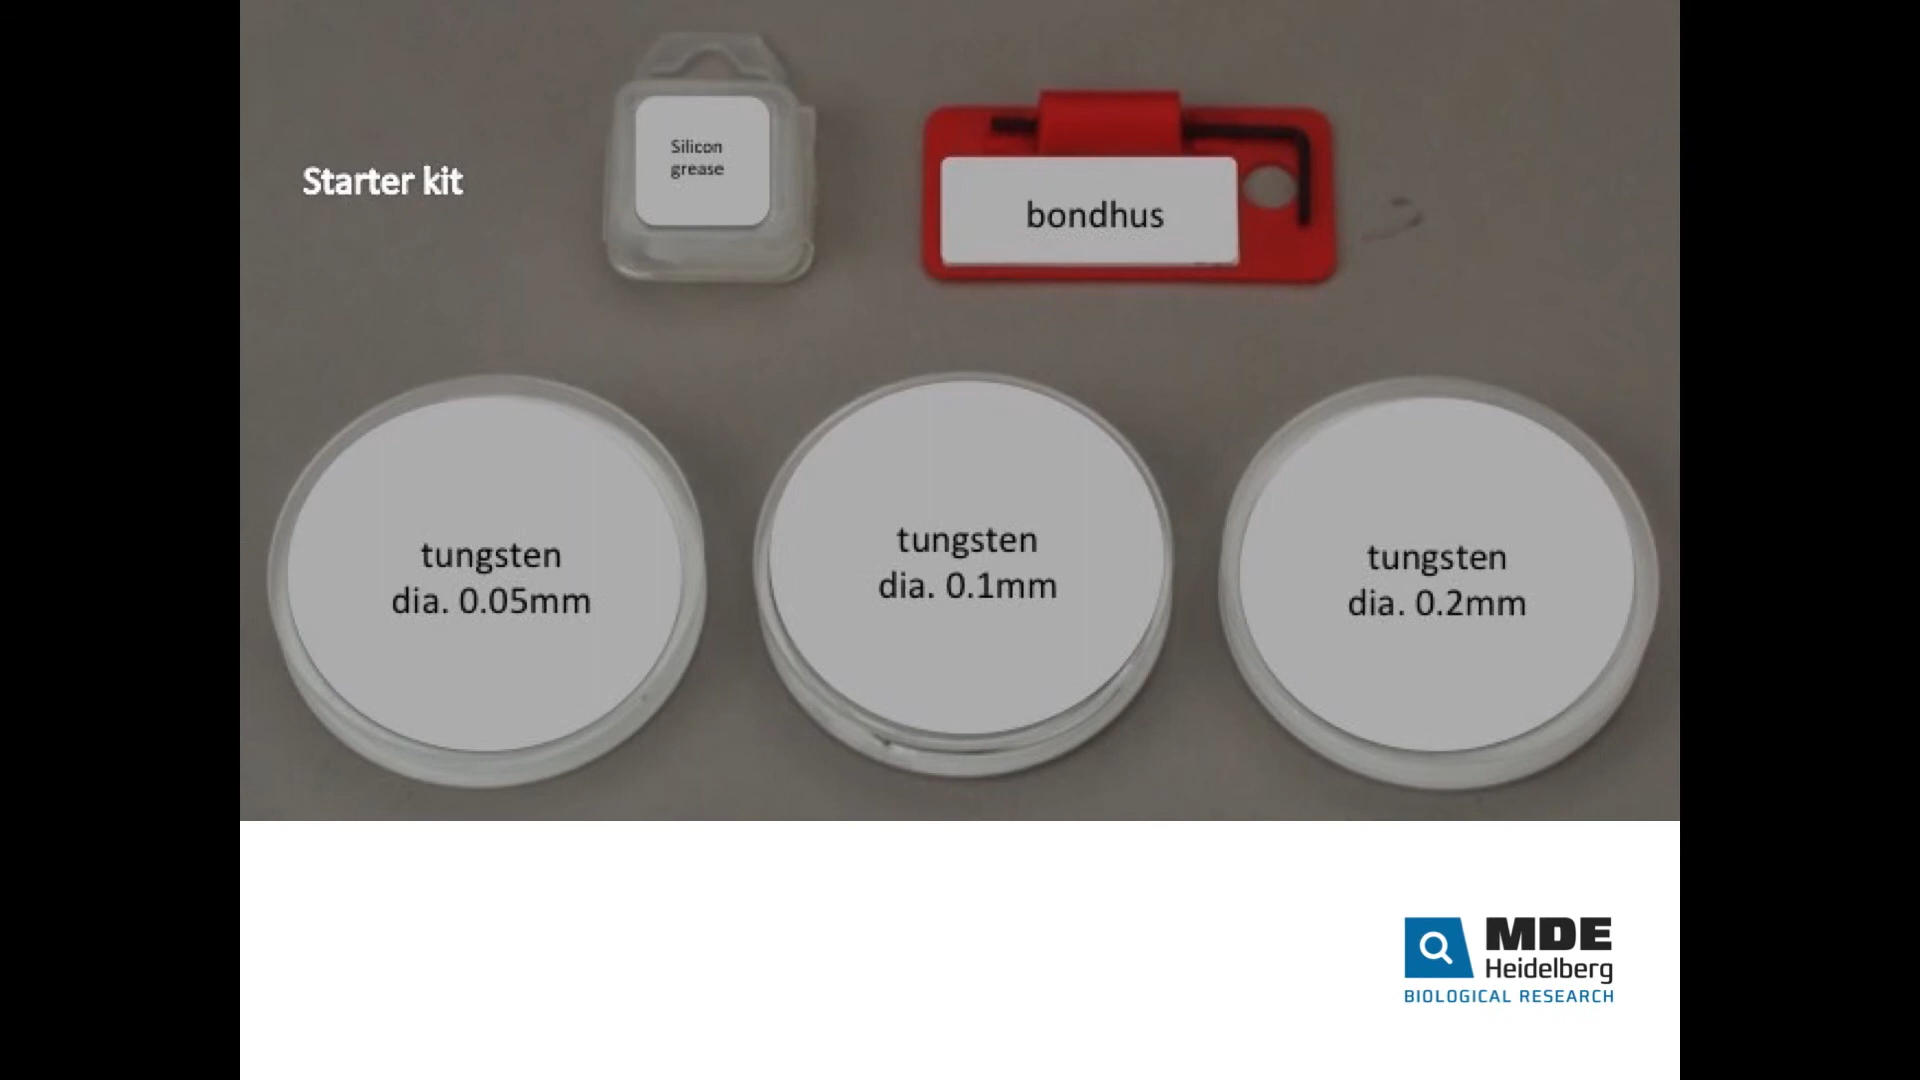 Starter kit
Silicon
grease
bondhus
tungsten
dia. 0.05mm
tungsten
dia. 0.1mm
tungsten
dia. 0.2mm
MDE
Heidelberg
BIOLOGICAL RESEARCH